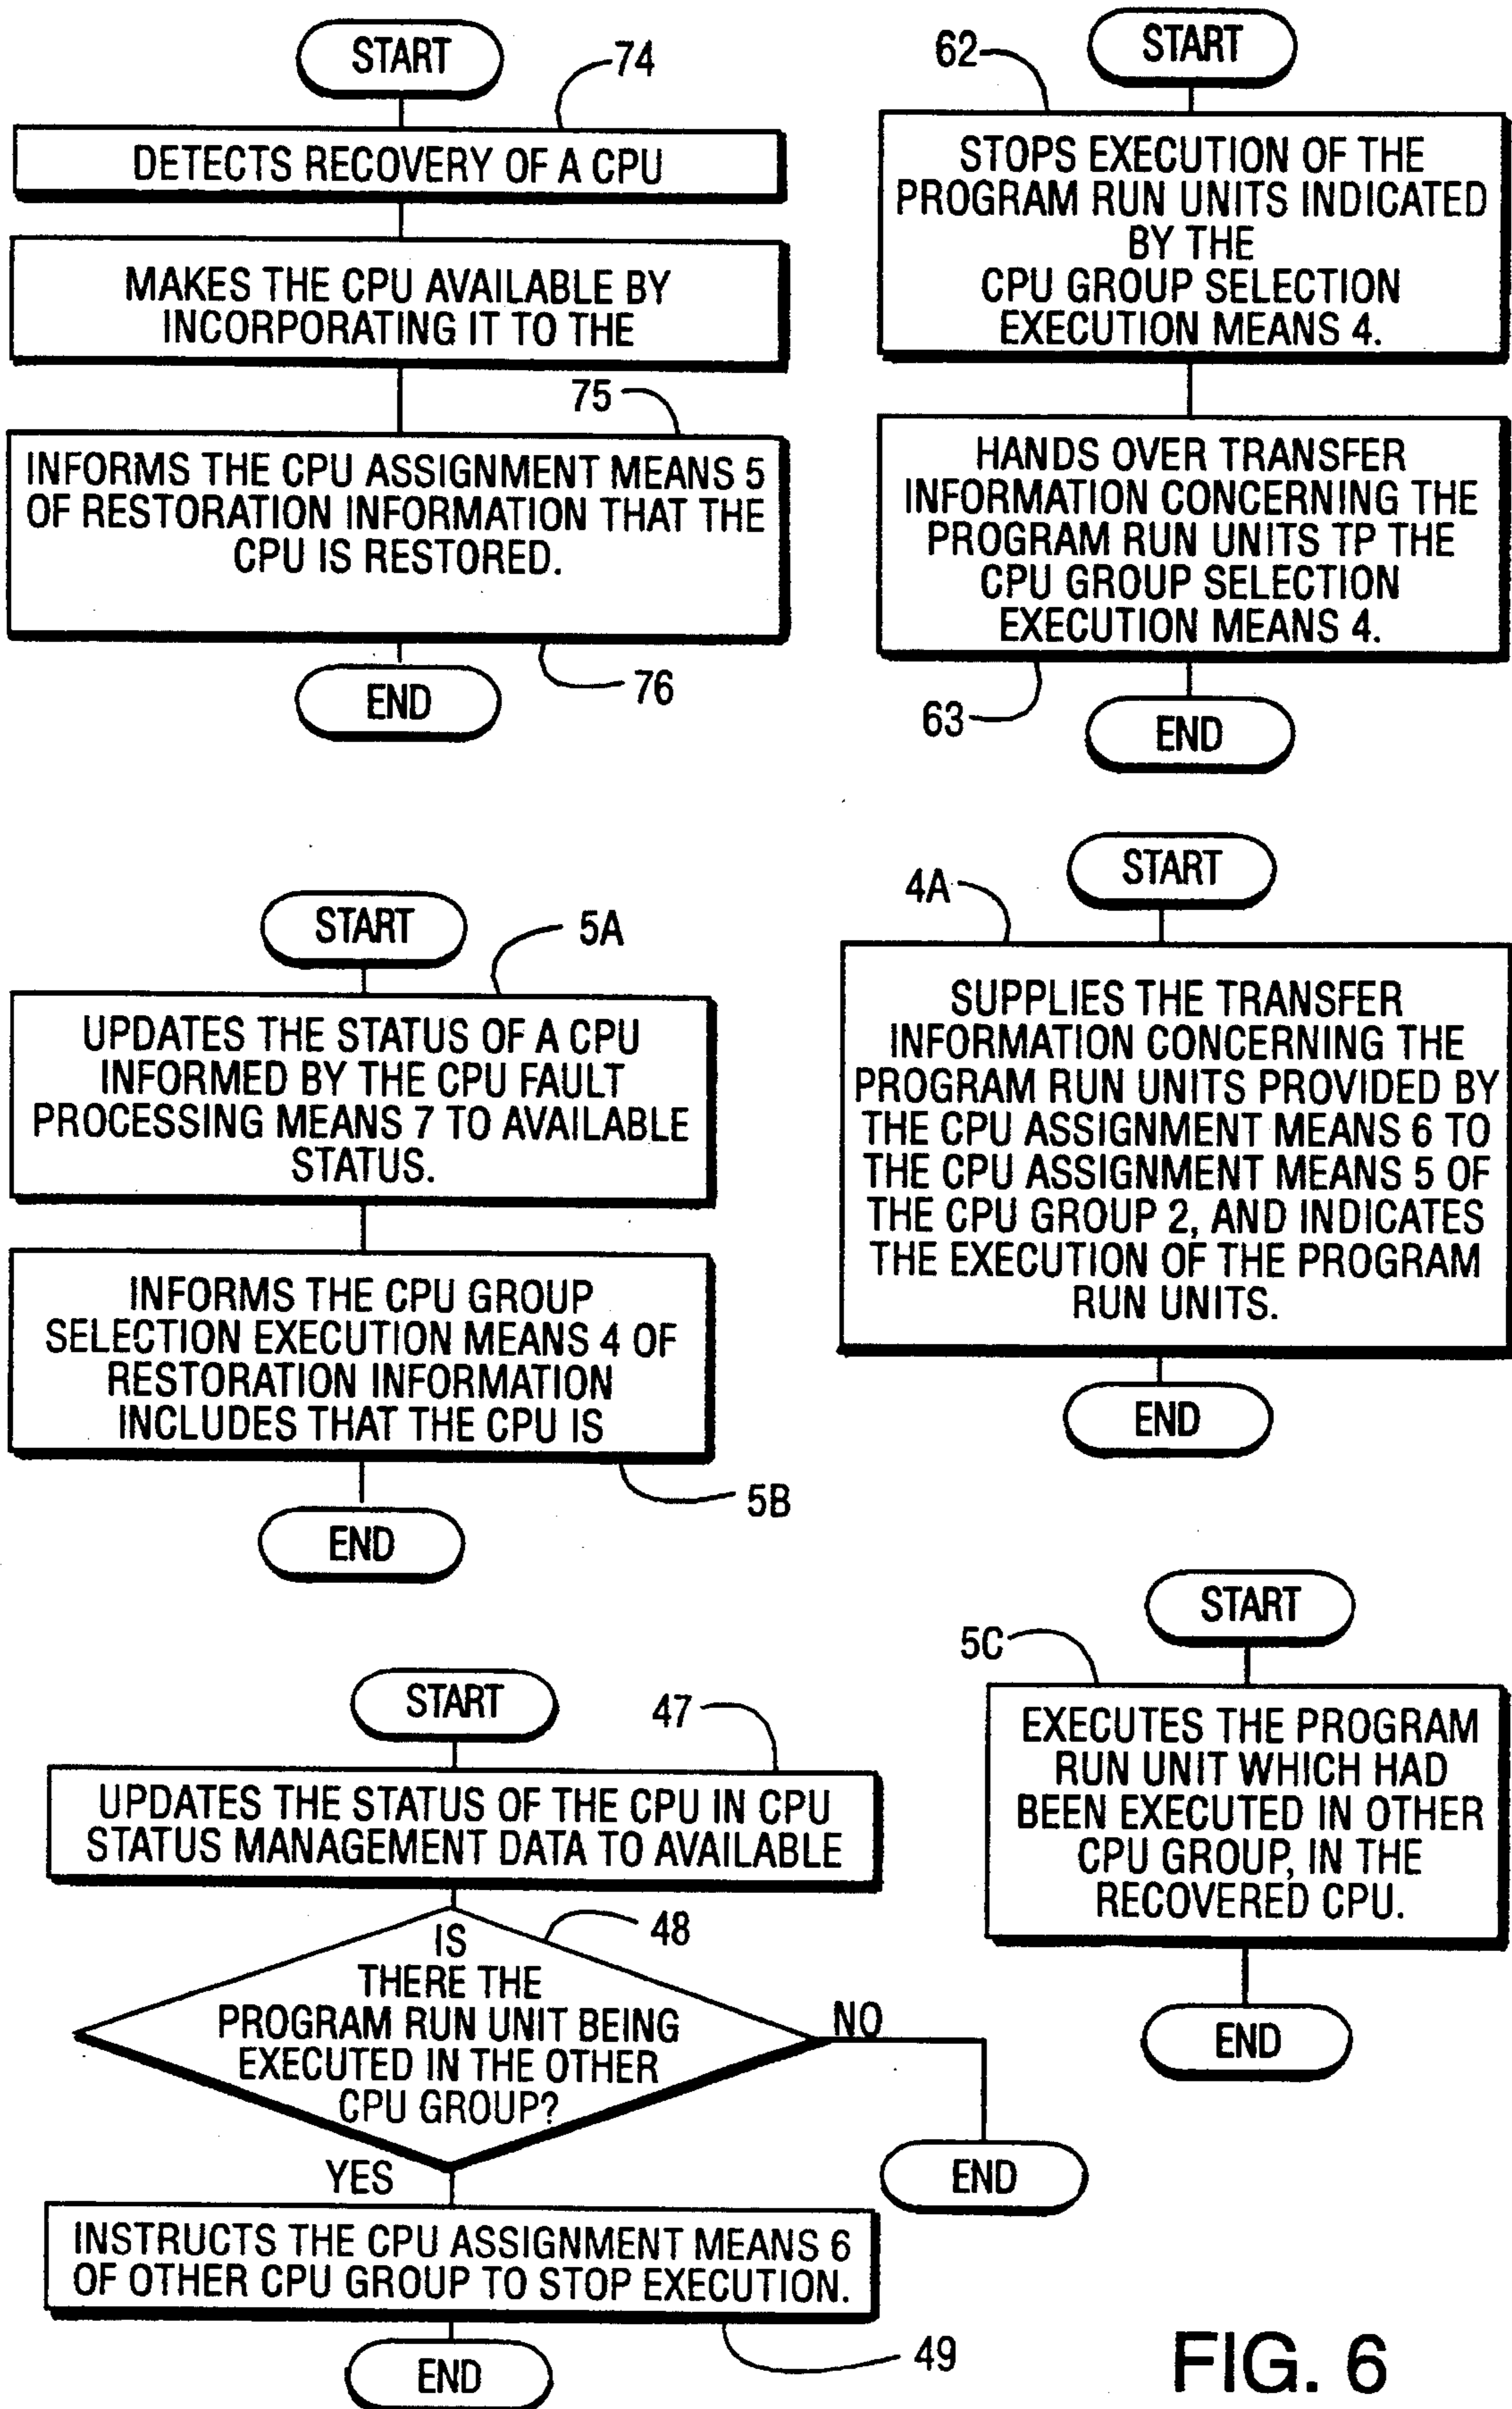 START
74
DETECTS RECOVERY OF A CPU
MAKES THE CPU AVAILABLE BY
INCORPORATING IT TO THE
75
INFORMS THE CPU ASSIGNMENT MEANS 5
OF RESTORATION INFORMATION THAT THE
CPU IS RESTORED.
76
END
START
62
STOPS EXECUTION OF THE
PROGRAM RUN UNITS INDICATED
BY THE
CPU GROUP SELECTION
EXECUTION MEANS 4.
HANDS OVER TRANSFER
INFORMATION CONCERNING THE
PROGRAM RUN UNITS TP THE
CPU GROUP SELECTION
EXECUTION MEANS 4.
63
END
START
5A
UPDATES THE STATUS OF A CPU
INFORMED BY THE CPU FAULT
PROCESSING MEANS 7 TO AVAILABLE
STATUS.
INFORMS THE CPU GROUP
SELECTION EXECUTION MEANS 4 OF
RESTORATION INFORMATION
INCLUDES THAT THE CPU IS
5B
END
START
4A
SUPPLIES THE TRANSFER
INFORMATION CONCERNING THE
PROGRAM RUN UNITS PROVIDED BY
THE CPU ASSIGNMENT MEANS 6 TO
THE CPU ASSIGNMENT MEANS 5 OF
THE CPU GROUP 2, AND INDICATES
THE EXECUTION OF THE PROGRAM
RUN UNITS.
END
START
47
UPDATES THE STATUS OF THE CPU IN CPU
STATUS MANAGEMENT DATA TO AVAILABLE
48
IS
THERE THE
PROGRAM RUN UNIT BEING
EXECUTED IN THE OTHER
CPU GROUP?
NO
END
YES
INSTRUCTS THE CPU ASSIGNMENT MEANS 6
OF OTHER CPU GROUP TO STOP EXECUTION.
49
END
START
5C
EXECUTES THE PROGRAM
RUN UNIT WHICH HAD
BEEN EXECUTED IN OTHER
CPU GROUP, IN THE
RECOVERED CPU.
END
FIG. 6